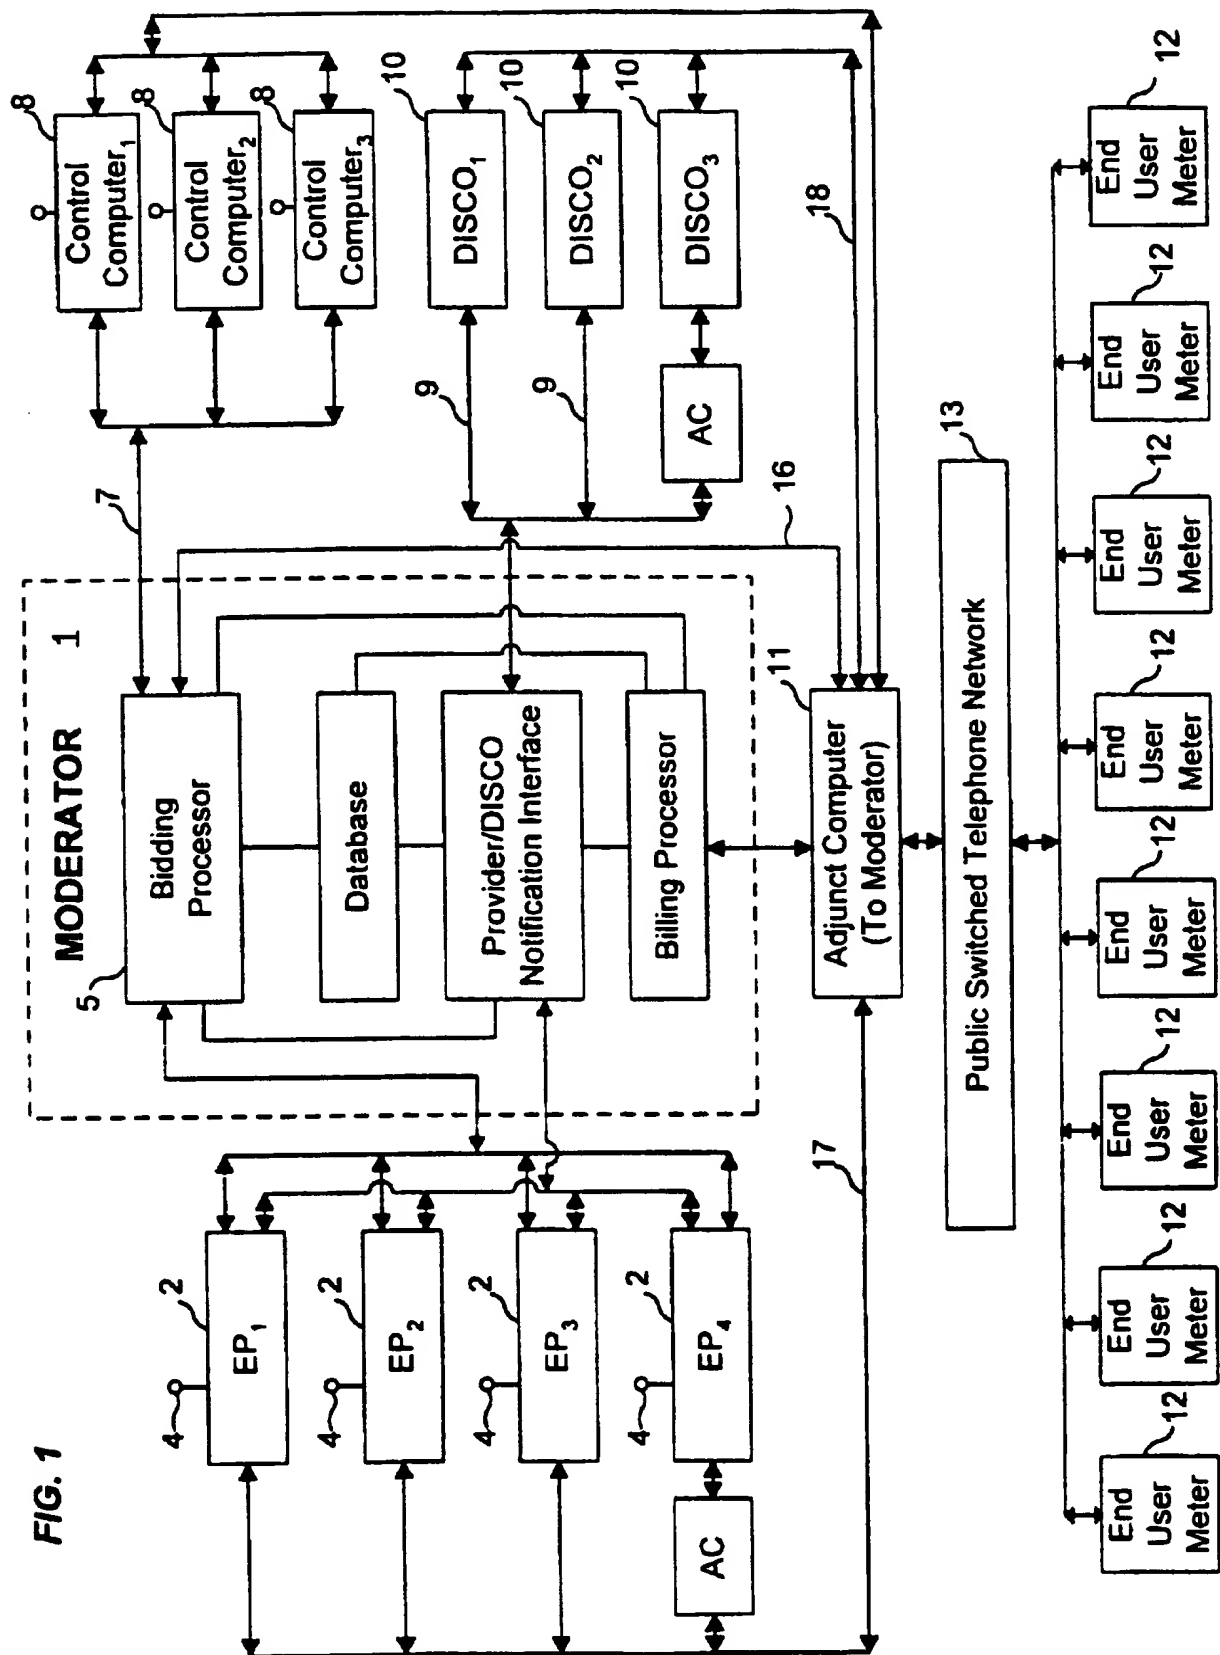 FIG. 1
MODERATOR
1
5
Bidding
Processor
Database
Provider/DISCO
Notification Interface
Billing Processor
4
2
EP1
4
2
EP2
4
2
EP3
4
2
EP4
AC
7
8
Control
Computer1
8
Control
Computer2
8
Control
Computer3
9
10
DISCO1
9
10
DISCO2
10
DISCO3
AC
16
17
18
11
Adjunct Computer
(To Moderator)
13
Public Switched Telephone Network
12
End
User
Meter
12
End
User
Meter
12
End
User
Meter
12
End
User
Meter
12
End
User
Meter
12
End
User
Meter
12
End
User
Meter
12
End
User
Meter